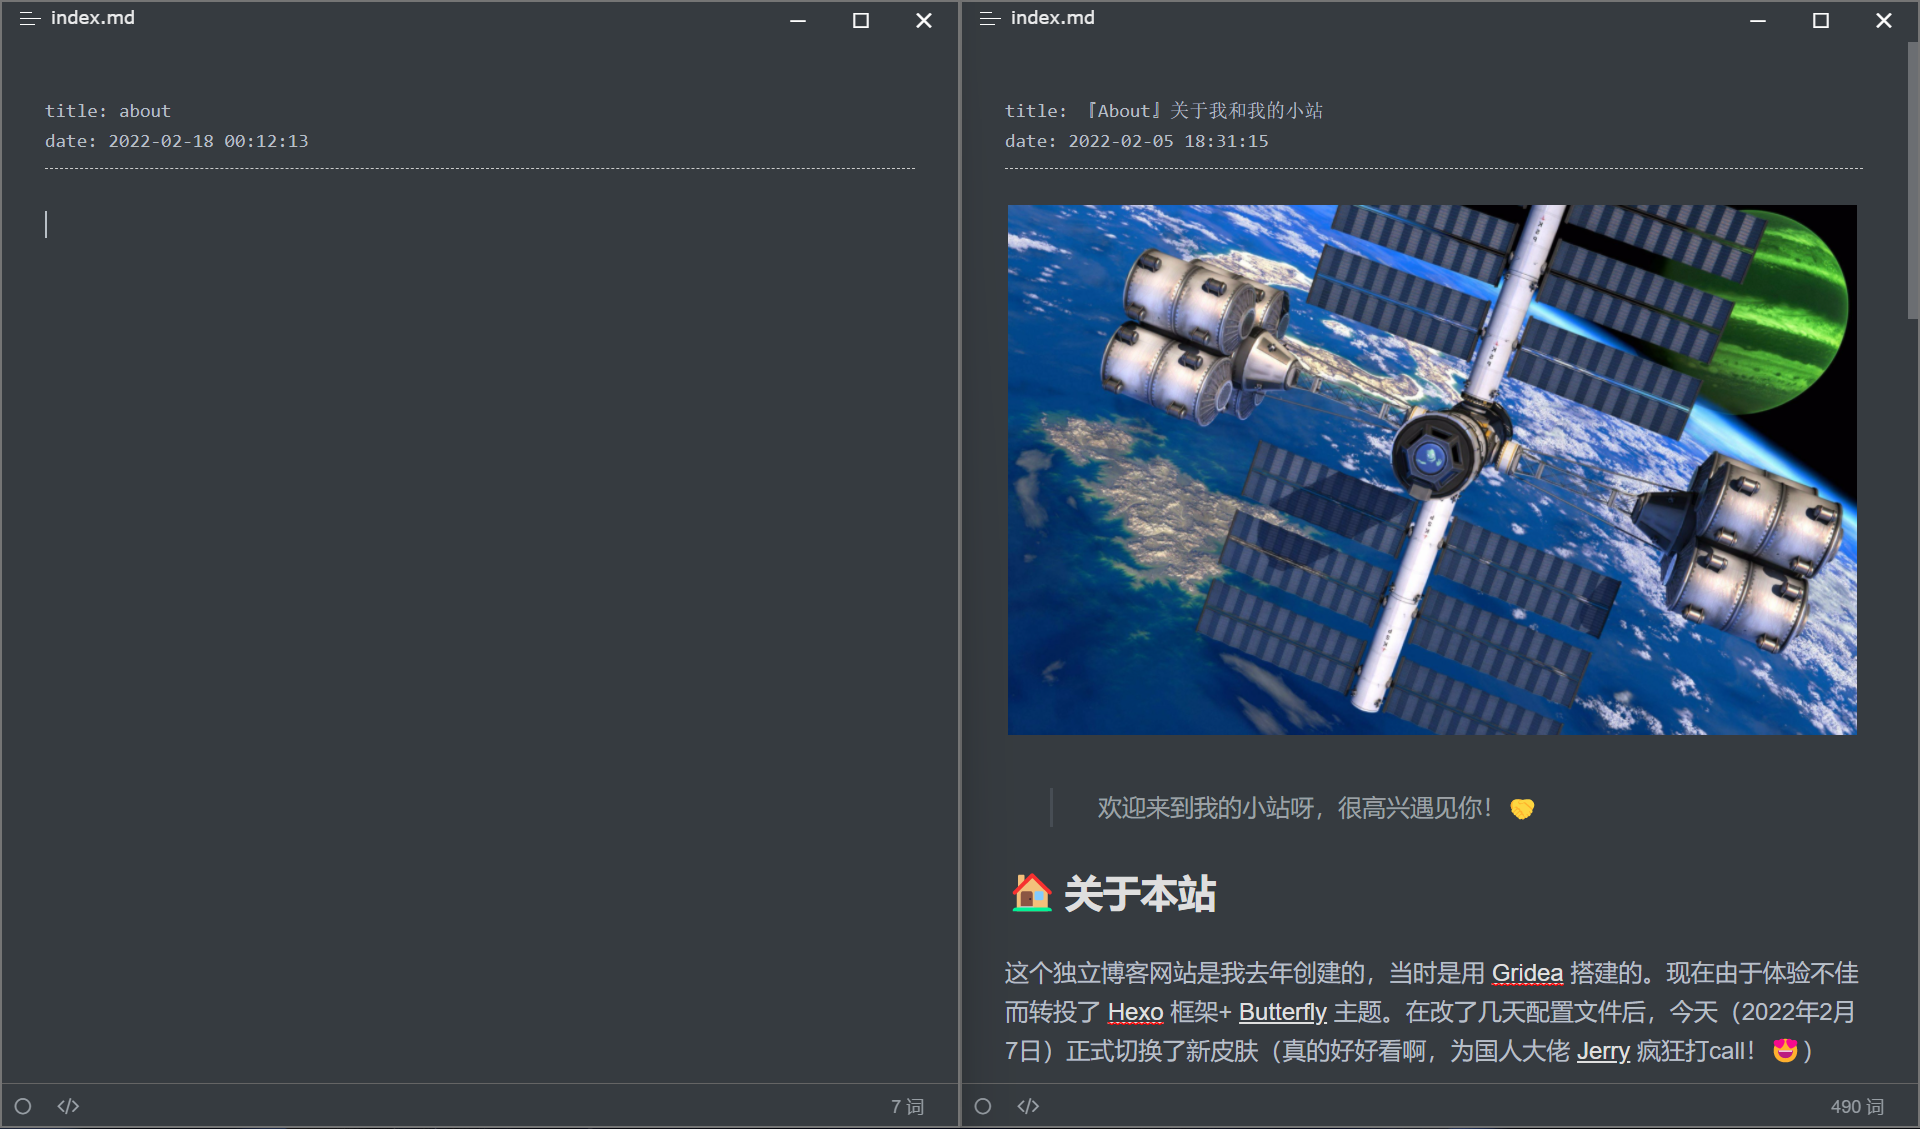 index.md
title: about
date: 2022-02-18 00:12:13
7 词
index.md
title: 『About』关于我和我的小站
date: 2022-02-05 18:31:15
欢迎来到我的小站呀，很高兴遇见你！ 🤝
🏠 关于本站
这个独立博客网站是我去年创建的，当时是用 Gridea 搭建的。现在由于体验不佳
而转投了 Hexo 框架+ Butterfly 主题。在改了几天配置文件后，今天（2022年2月
7日）正式切换了新皮肤（真的好好看啊，为国人大佬 Jerry 疯狂打call！😍）
490 词